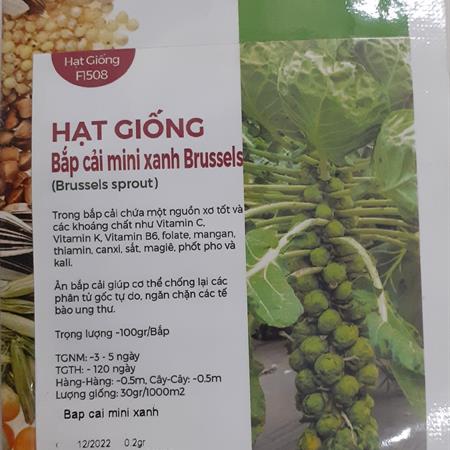 Hạt Giống
F1508
HẠT GIỐNG
Bắp cải mini xanh Brussels
(Brussels sprout)
Trong bắp cải chứa một nguồn xơ tốt và
các khoáng chất như Vitamin C,
Vitamin K, Vitamin B6, folate, mangan,
thiamin, canxi, sắt, magiê, phốt pho và
kali.
Ăn bắp cải giúp cơ thể chống lại các
phân tử gốc tự do, ngăn chặn các tế
bào ung thư.
Trọng lượng ~100gr/Bắp
TGNM: ~3 - 5 ngày
TGTH: ~ 120 ngày
Hàng-Hàng: ~0.5m, Cây-Cây: ~0.5m
Lượng giống: 30gr/1000m2
Bap cai mini xanh
12/2022 0.2gr